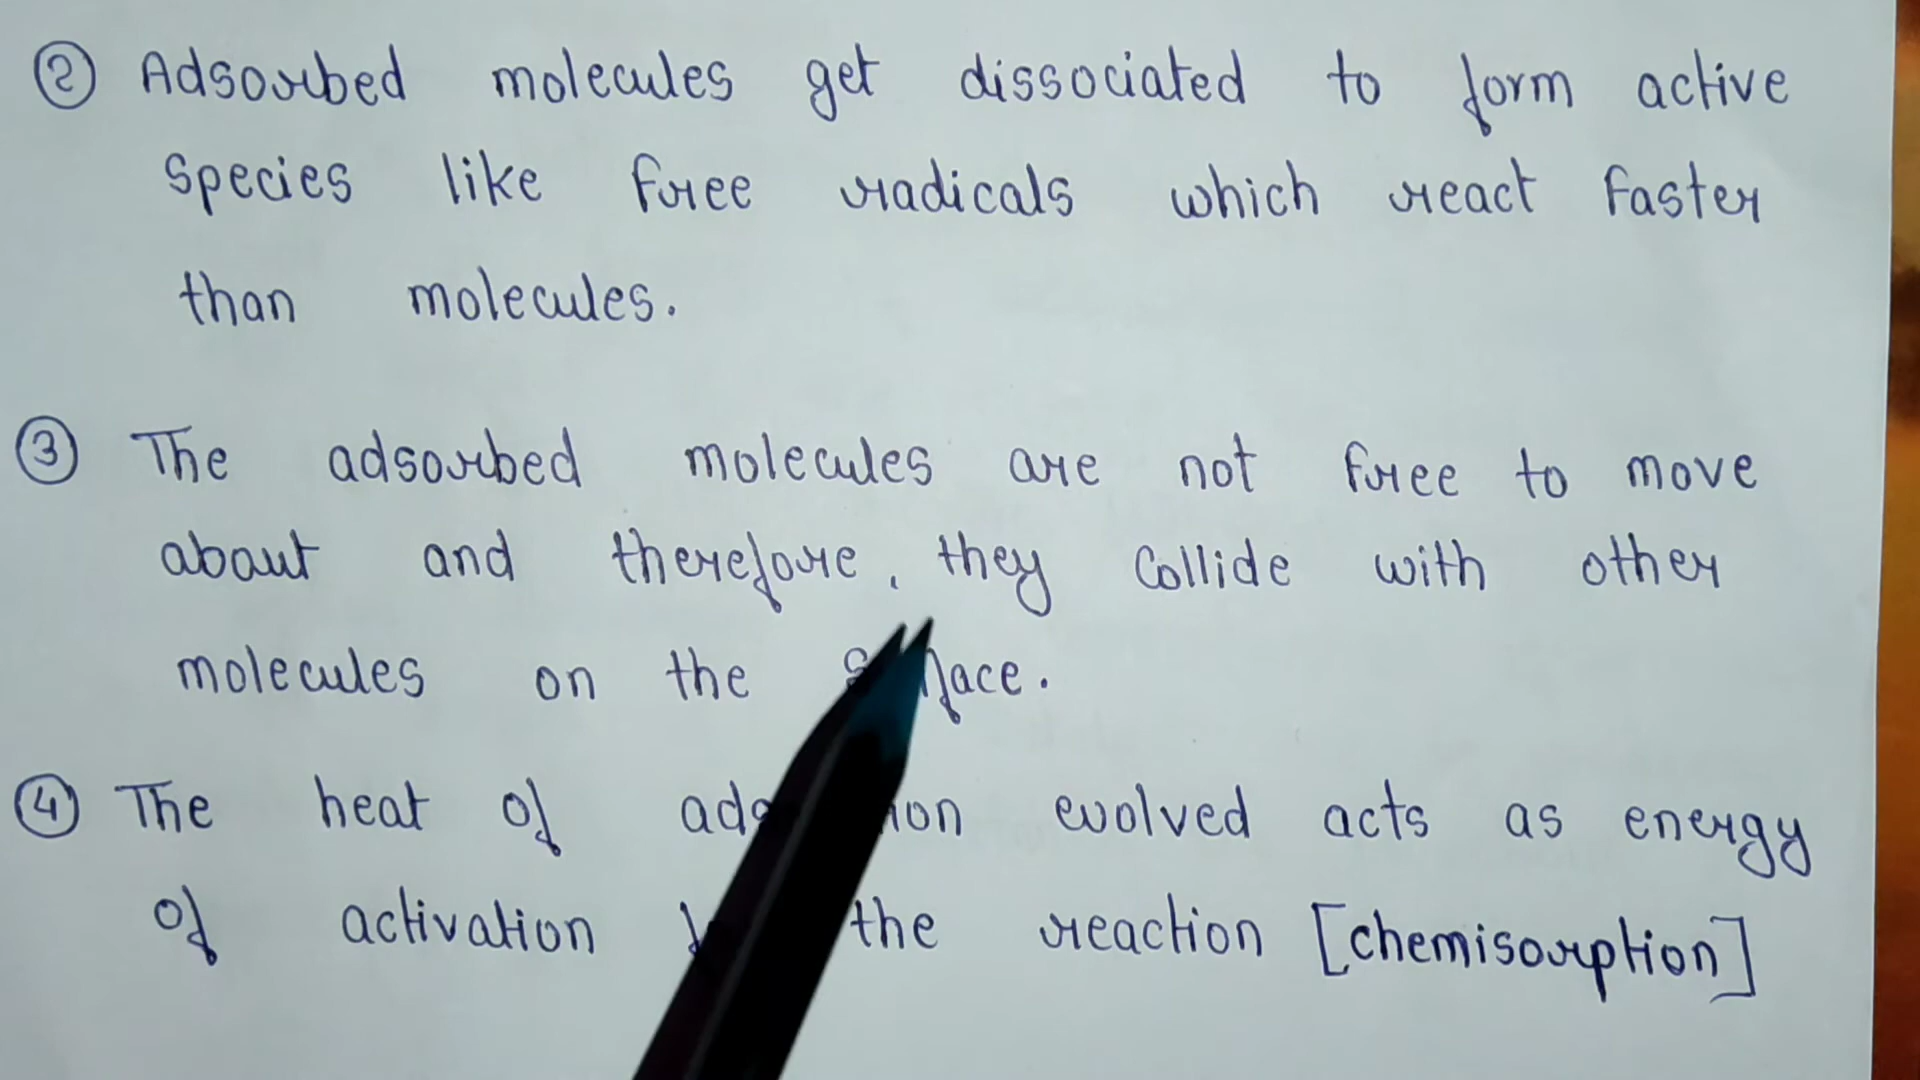 ② Adsorbed molecules get dissociated to form active
species like free radicals which react faster
than molecules.
③ The adsorbed molecules are not free to move
about and therefore, they collide with other
molecules on the
④ The heat of evolved acts as energy
of activation the reaction [chemisorption]